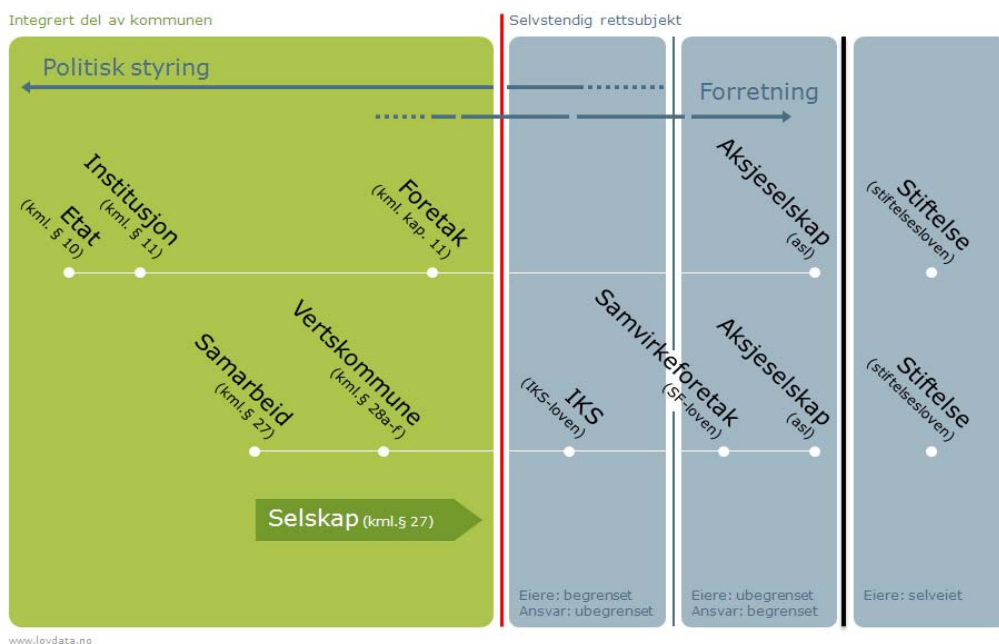 Integrert del av kommunen
Selvstendig rettsubjekt
Politisk styring
Forretning
Etat
(kml. § 10)
Institusjon
(kml. § 11)
Foretak
(kml. kap. 11)
Aksjeselskap
(asl)
Stiftelse
(stiftelsesloven)
Samarbeid
(kml.§ 27)
Vertskommune
(kml.§ 28a-f)
IKS
(IKS-loven)
Samvirkeforetak
(SF-loven)
Aksjeselskap
(asl)
Stiftelse
(stiftelsesloven)
Selskap (kml.§ 27)
Eiere: begrenset
Ansvar: ubegrenset
Eiere: ubegrenset
Ansvar: begrenset
Eiere: selveiet
www.lovdata.no